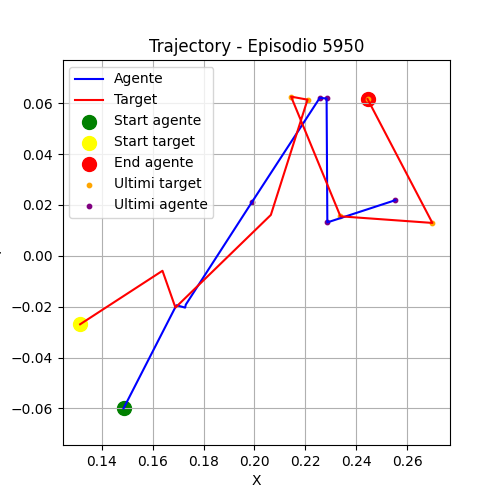 Trajectory - Episodio 5950
Agente
Target
Start agente
Start target
End agente
Ultimi target
Ultimi agente
0.06
0.04
0.02
0.00
−0.02
−0.04
−0.06
0.14 0.16 0.18 0.20 0.22 0.24 0.26
X